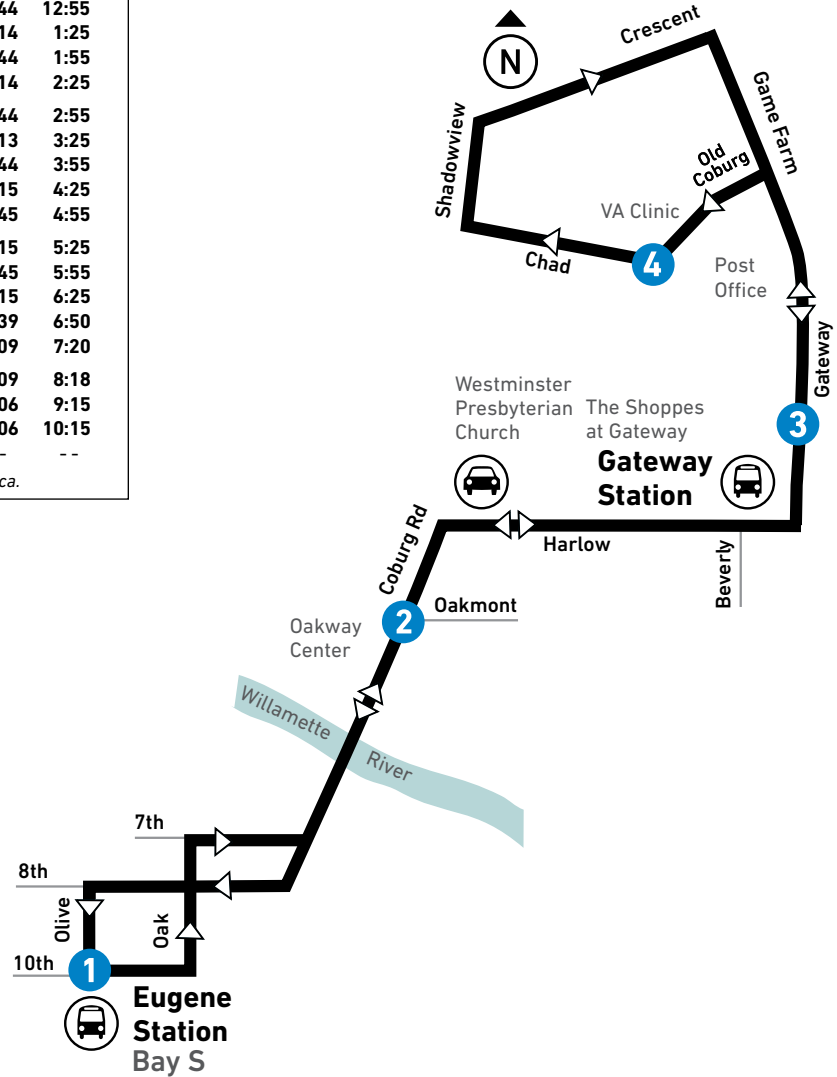 44 12:55
14 1:25
44 1:55
14 2:25
44 2:55
13 3:25
44 3:55
15 4:25
45 4:55
15 5:25
45 5:55
15 6:25
39 6:50
09 7:20
09 8:18
06 9:15
06 10:15
– - -
ca.
N
Crescent
Game Farm
Shadowview
Old
Coburg
VA Clinic
4
Chad
Post
Office
Gateway
3
Westminster
Presbyterian
Church
The Shoppes
at Gateway
Gateway
Station
Harlow
Beverly
Coburg Rd
2
Oakmont
Oakway
Center
Willamette
River
7th
8th
Olive
Oak
10th
1
Eugene
Station
Bay S